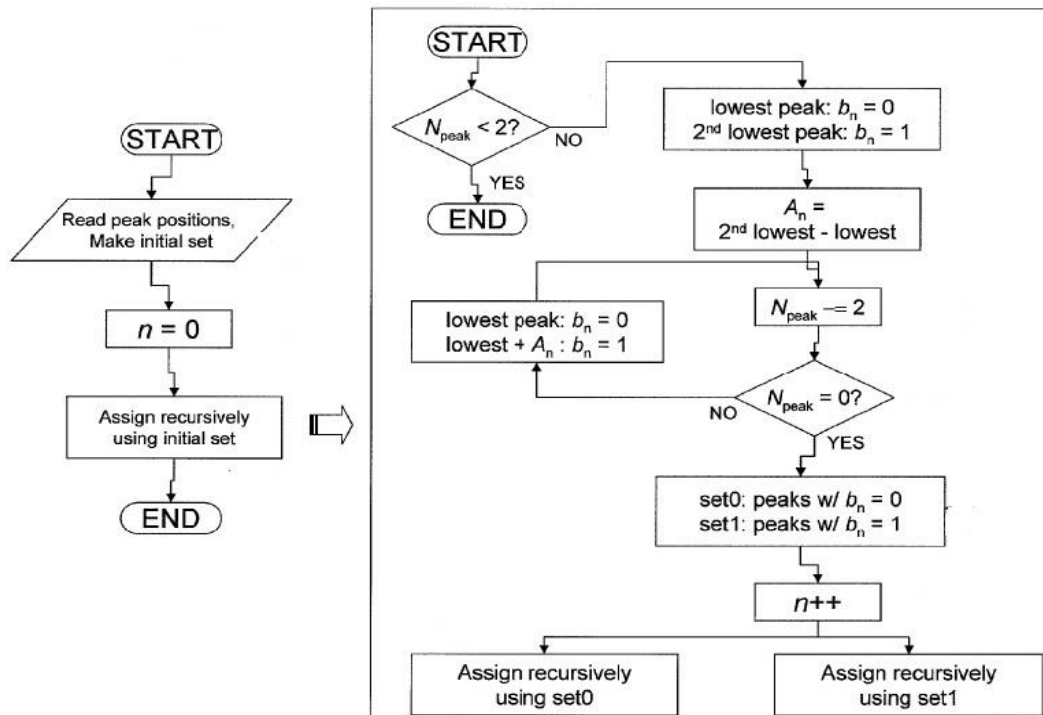 START
Read peak positions,
Make initial set
n = 0
Assign recursively
using initial set
END
START
N_peak < 2?
NO
YES
END
lowest peak: b_n = 0
2nd lowest peak: b_n = 1
A_n =
2nd lowest - lowest
N_peak -= 2
lowest peak: b_n = 0
lowest + A_n : b_n = 1
N_peak = 0?
NO
YES
set0: peaks w/ b_n = 0
set1: peaks w/ b_n = 1
n++
Assign recursively
using set0
Assign recursively
using set1